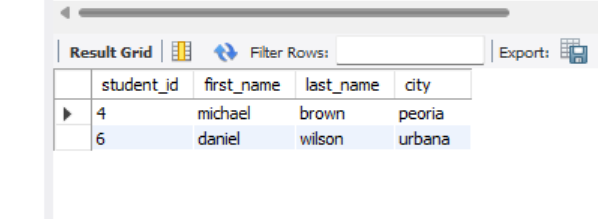 Result Grid Filter Rows: Export:
student_id first_name last_name city
4 michael brown peoria
6 daniel wilson urbana